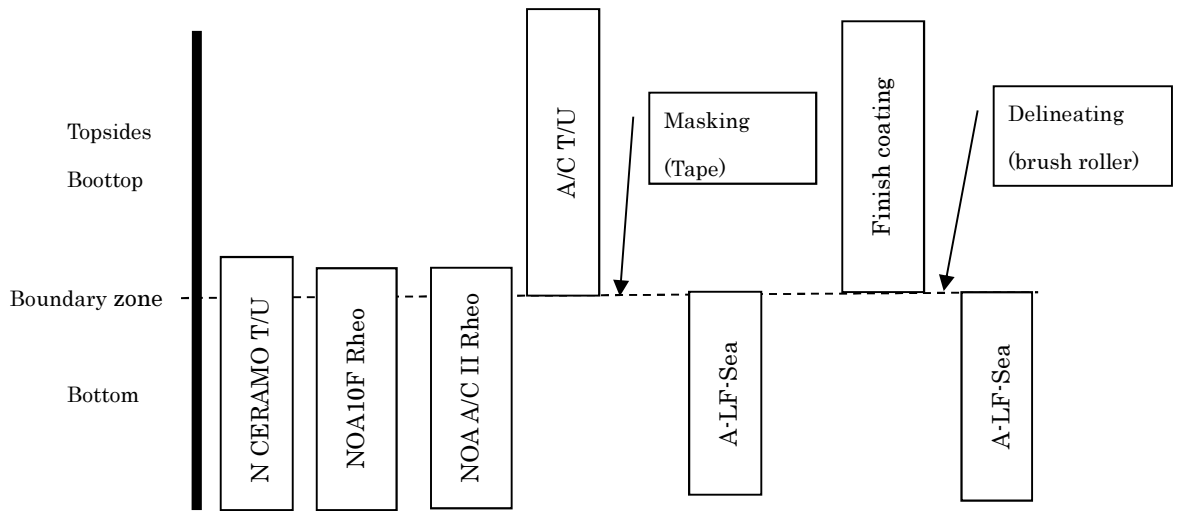 Topsides
Boottop
Boundary zone
Bottom
N CERAMO T/U
NOA10F Rheo
NOA A/C II Rheo
A/C T/U
Masking
(Tape)
A-LF-Sea
Finish coating
Delineating
(brush roller)
A-LF-Sea